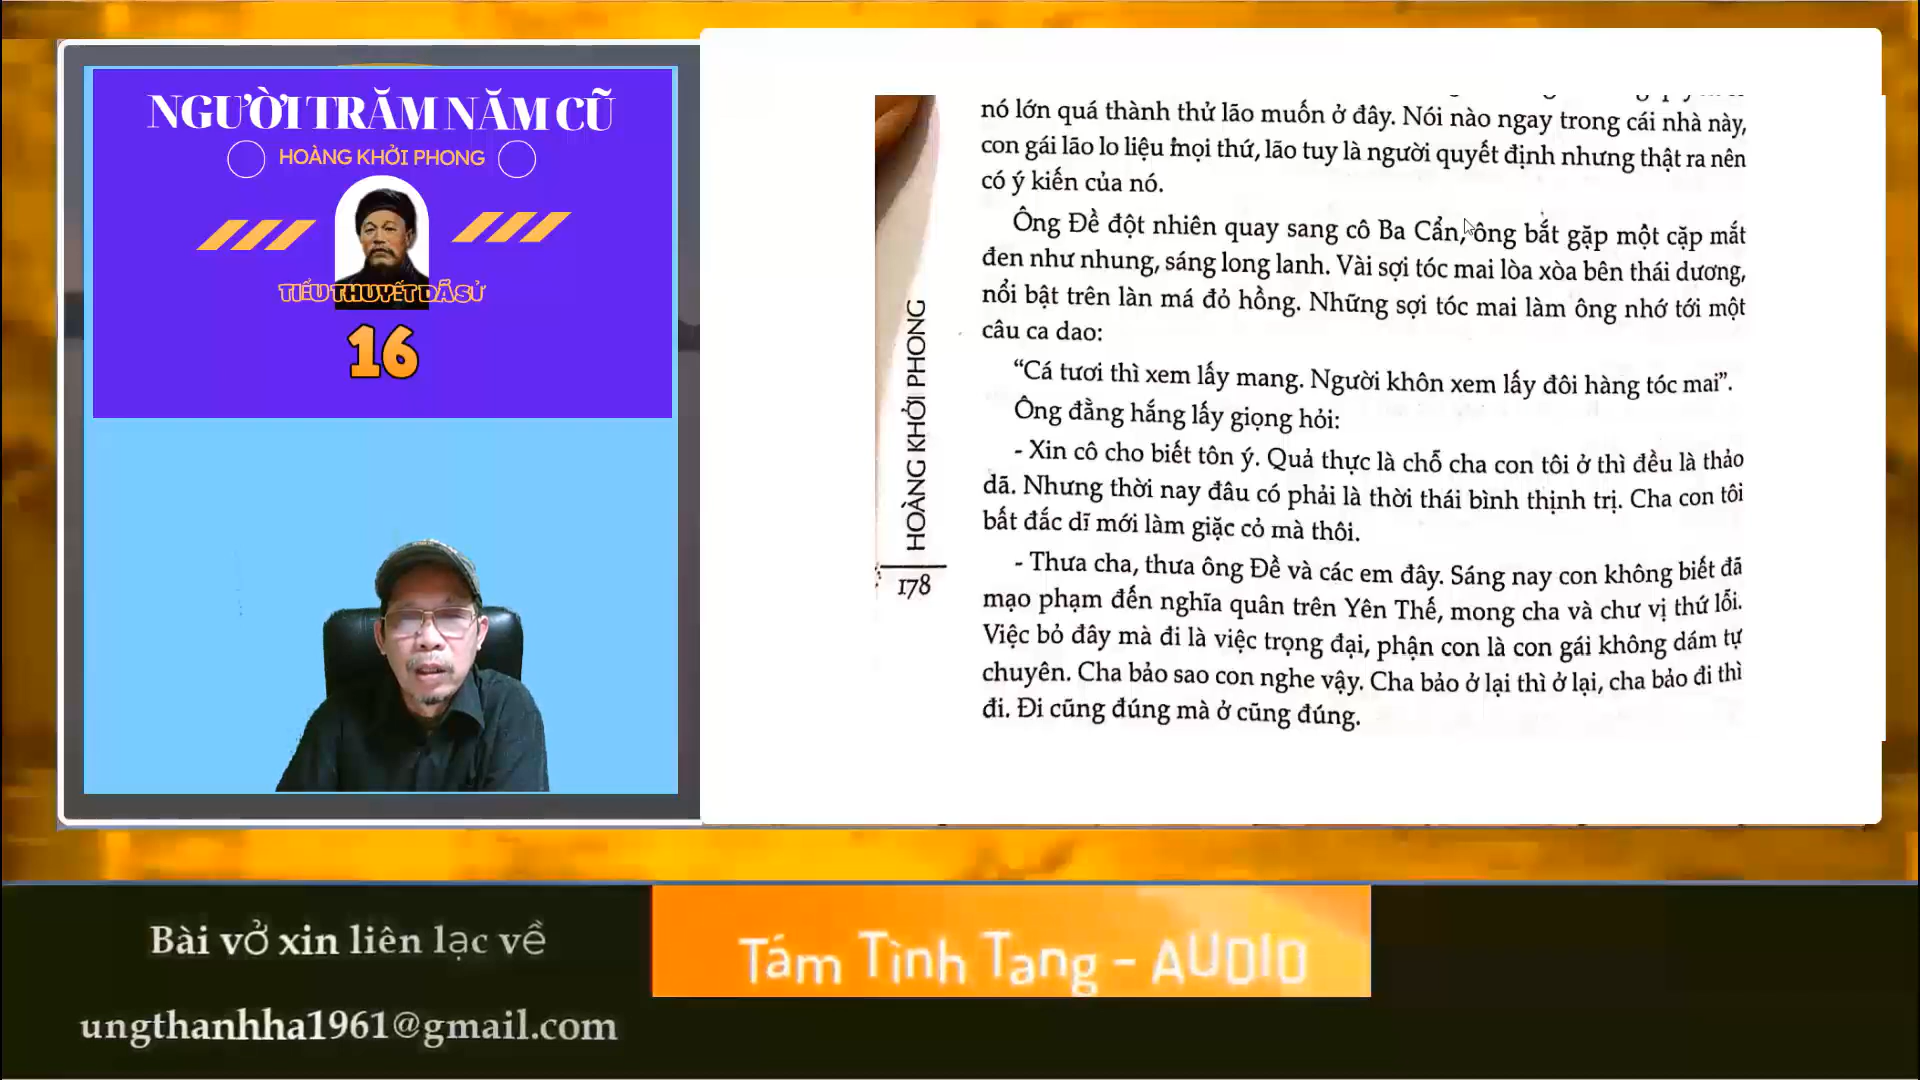 NGƯỜI TRĂM NĂM CŨ
HOÀNG KHỞI PHONG
TIỂU THUYẾT DÃ SỬ
16
nó lớn quá thành thử lão muốn ở đây. Nói nào ngay trong cái nhà này,
con gái lão lo liệu mọi thứ, lão tuy là người quyết định nhưng thật ra nên
có ý kiến của nó.
Ông Đề đột nhiên quay sang cô Ba Cẩn, ông bắt gặp một cặp mắt
đen như nhung, sáng long lanh. Vài sợi tóc mai lòa xòa bên thái dương,
nổi bật trên làn má đỏ hồng. Những sợi tóc mai làm ông nhớ tới một
câu ca dao:
“Cá tươi thì xem lấy mang. Người khôn xem lấy đôi hàng tóc mai”.
Ông đằng hắng lấy giọng hỏi:
- Xin cô cho biết tôn ý. Quả thực là chỗ cha con tôi ở thì đều là thảo
dã. Nhưng thời nay đâu có phải là thời thái bình thịnh trị. Cha con tôi
bất đắc dĩ mới làm giặc cỏ mà thôi.
- Thưa cha, thưa ông Đề và các em đây. Sáng nay con không biết đã
mạo phạm đến nghĩa quân trên Yên Thế, mong cha và chư vị thứ lỗi.
Việc bỏ đây mà đi là việc trọng đại, phận con là con gái không dám tự
chuyên. Cha bảo sao con nghe vậy. Cha bảo ở lại thì ở lại, cha bảo đi thì
đi. Đi cũng đúng mà ở cũng đúng.
HOÀNG KHỞI PHONG
178
Bài vở xin liên lạc về
ungthanhha1961@gmail.com
Tám Tình Tang - AUDIO